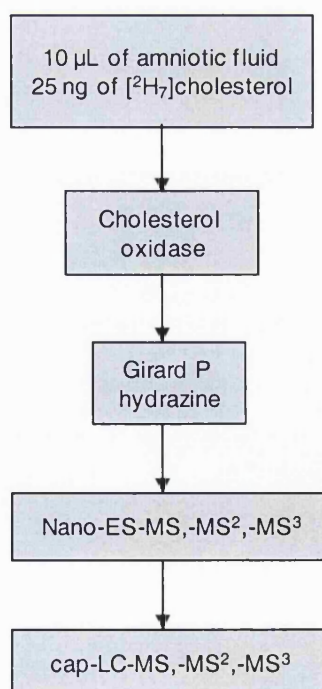 10 µL of amniotic fluid
25 ng of [²H₇]cholesterol
Cholesterol
oxidase
Girard P
hydrazine
Nano-ES-MS,-MS²,-MS³
cap-LC-MS,-MS²,-MS³